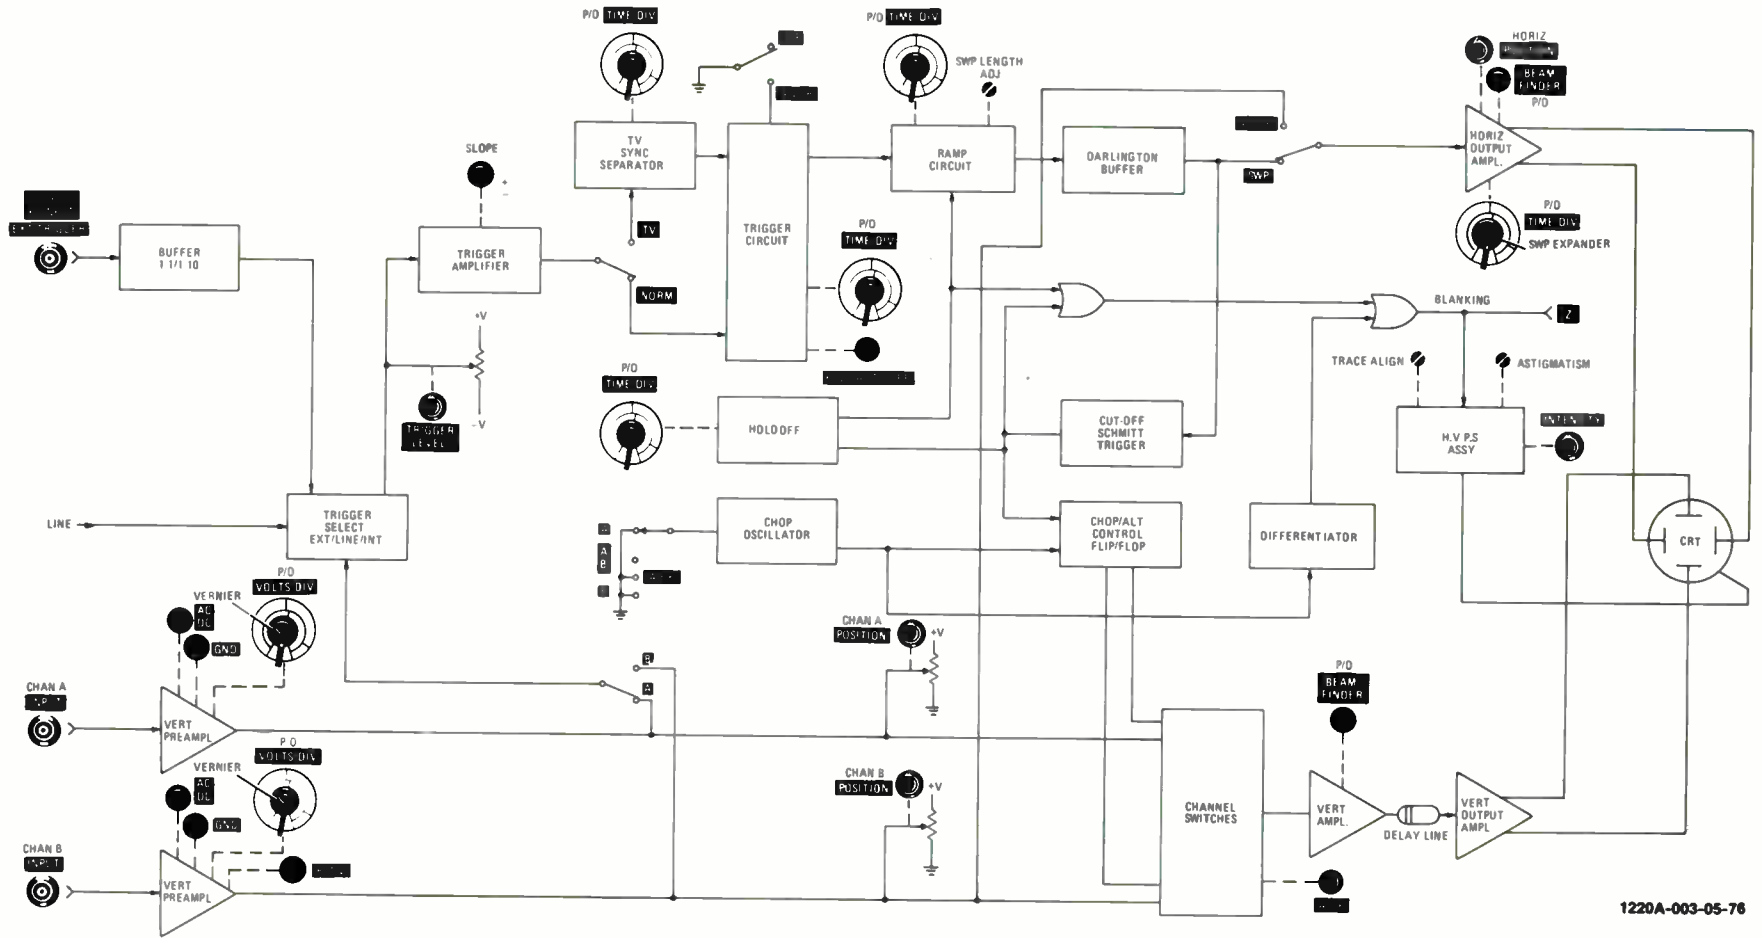 P/O TIME/DIV
P/O TIME/DIV
SWP LENGTH
ADJ
HORIZ
BEAM
FINDER
P/O
HORIZ
OUTPUT
AMPL.
TV
SYNC
SEPARATOR
RAMP
CIRCUIT
DARLINGTON
BUFFER
SWP
SLOPE
+
−
EXT TRIGGER
BUFFER
1:1/1:10
TRIGGER
AMPLIFIER
TV
NORM
TRIGGER
CIRCUIT
P/O
TIME/DIV
P/O
TIME/DIV
SWP EXPANDER
BLANKING
Z
+V
-V
TRIGGER
LEVEL
P/O
TIME/DIV
HOLDOFF
CUT-OFF
SCHMITT
TRIGGER
TRACE ALIGN
ASTIGMATISM
H.V.P.S
ASSY
INTENSITY
LINE
TRIGGER
SELECT
EXT/LINE/INT
A
B
CHOP
OSCILLATOR
CHOP/ALT
CONTROL
FLIP/FLOP
DIFFERENTIATOR
CRT
P/O
VOLTS/DIV
VERNIER
AC
DC
GND
CHAN A
INPUT
VERT
PREAMPL
B
A
CHAN A
POSITION
+V
P/O
VOLTS/DIV
VERNIER
AC
DC
GND
CHAN B
INPUT
VERT
PREAMPL
CHAN B
POSITION
+V
CHANNEL
SWITCHES
P/O
BEAM
FINDER
VERT
AMPL.
DELAY LINE
VERT
OUTPUT
AMPL
1220A-003-05-76